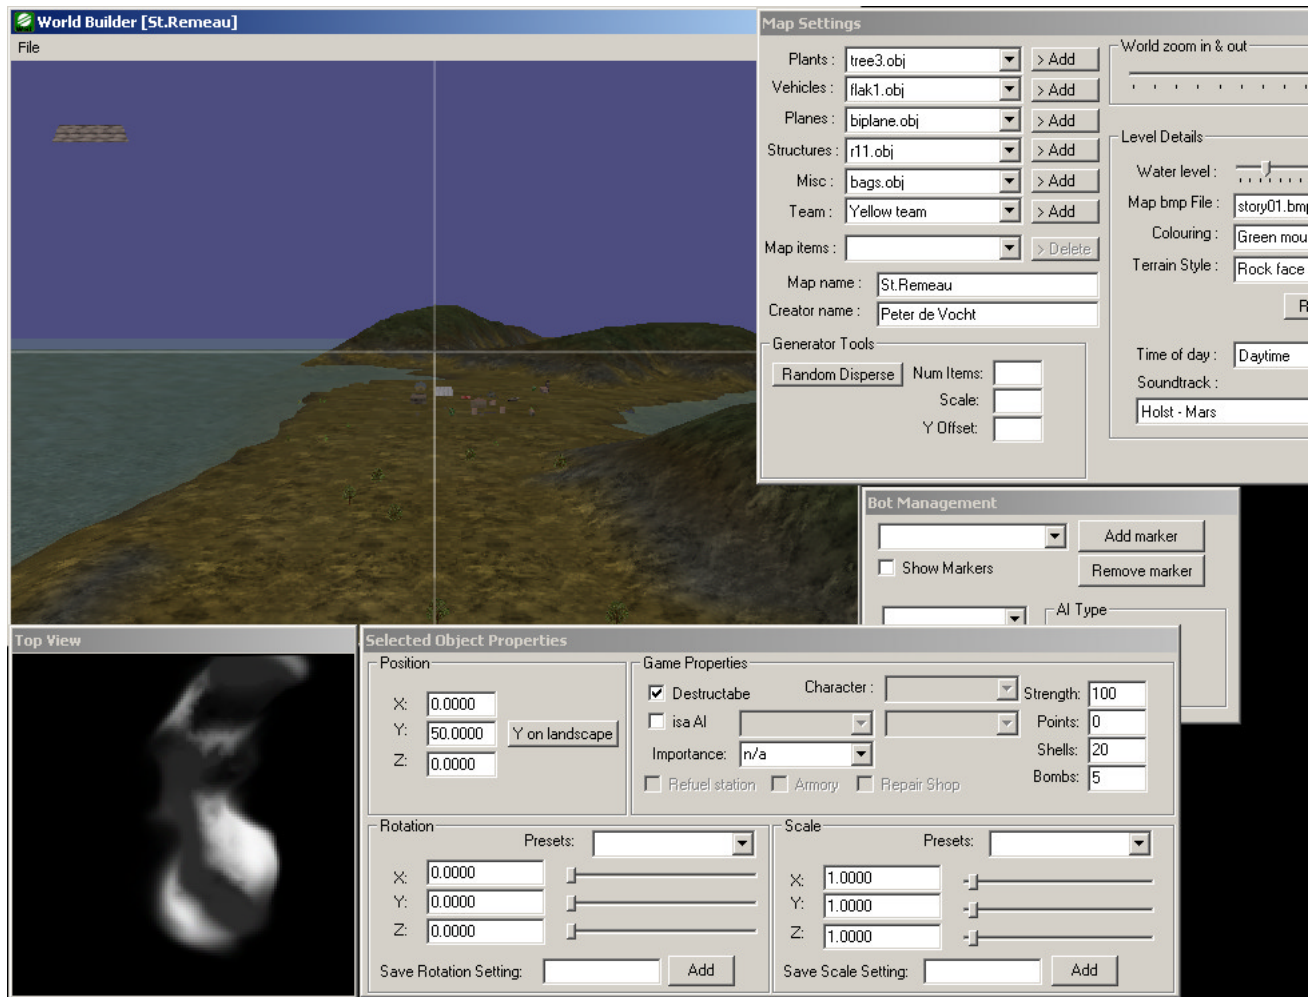 World Builder [St.Remeau]
File
Map Settings
Plants : tree3.obj > Add
Vehicles : flak1.obj > Add
Planes : biplane.obj > Add
Structures : r11.obj > Add
Misc : bags.obj > Add
Team : Yellow team > Add
Map items : > Delete
Map name : St.Remeau
Creator name : Peter de Vocht
Generator Tools
Random Disperse Num Items:
Scale:
Y Offset:
World zoom in & out
Level Details
Water level :
Map bmp File : story01.bmp
Colouring : Green mou
Terrain Style : Rock face
R
Time of day : Daytime
Soundtrack :
Holst - Mars
Bot Management
Add marker
Show Markers Remove marker
AI Type
Top View
Selected Object Properties
Position
X: 0.0000
Y: 50.0000 Y on landscape
Z: 0.0000
Game Properties
Destructabe Character : Strength: 100
isa AI Points: 0
Importance: n/a Shells: 20
Refuel station Armory Repair Shop Bombs: 5
Rotation
Presets:
X: 0.0000
Y: 0.0000
Z: 0.0000
Save Rotation Setting: Add
Scale
Presets:
X: 1.0000
Y: 1.0000
Z: 1.0000
Save Scale Setting: Add